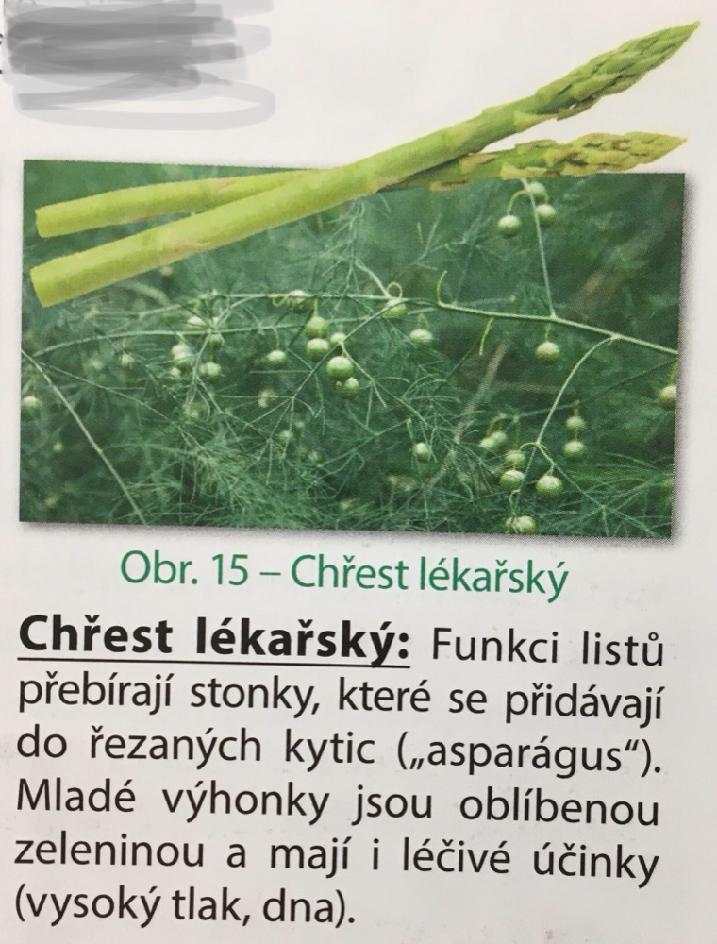 Obr. 15 – Chřest lékařský
Chřest lékařský: Funkci listů
přebírají stonky, které se přidávají
do řezaných kytic („asparágus“).
Mladé výhonky jsou oblíbenou
zeleninou a mají i léčivé účinky
(vysoký tlak, dna).